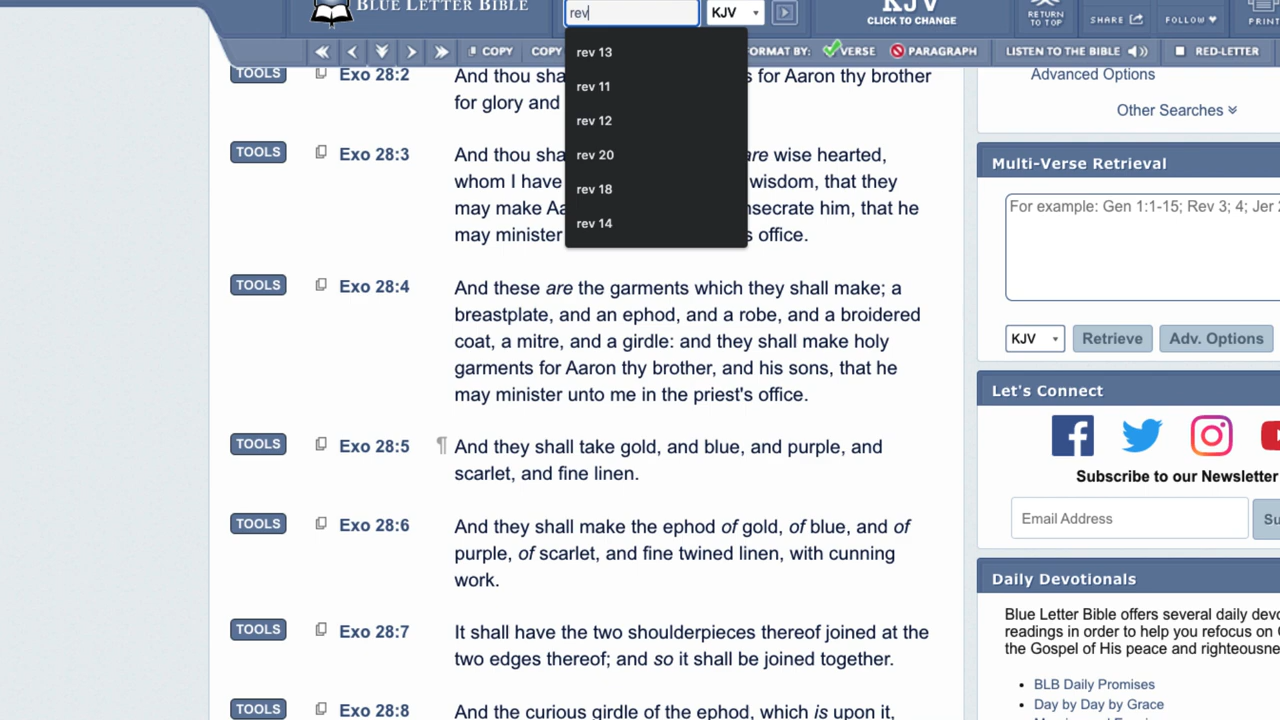 BLUE LETTER BIBLE
rev
KJV
KJV
CLICK TO CHANGE
RETURN
TO TOP
SHARE
FOLLOW
PRINT
COPY
COPY
FORMAT BY:
VERSE
PARAGRAPH
LISTEN TO THE BIBLE
RED-LETTER
rev 13
rev 11
rev 12
rev 20
rev 18
rev 14
TOOLS
Exo 28:2
And thou sha
s for Aaron thy brother
for glory and
TOOLS
Exo 28:3
And thou sha
are wise hearted,
whom I have
wisdom, that they
may make Aa
nsecrate him, that he
may minister
s office.
TOOLS
Exo 28:4
And these are the garments which they shall make; a
breastplate, and an ephod, and a robe, and a broidered
coat, a mitre, and a girdle: and they shall make holy
garments for Aaron thy brother, and his sons, that he
may minister unto me in the priest's office.
TOOLS
Exo 28:5
¶ And they shall take gold, and blue, and purple, and
scarlet, and fine linen.
TOOLS
Exo 28:6
And they shall make the ephod of gold, of blue, and of
purple, of scarlet, and fine twined linen, with cunning
work.
TOOLS
Exo 28:7
It shall have the two shoulderpieces thereof joined at the
two edges thereof; and so it shall be joined together.
TOOLS
Exo 28:8
And the curious girdle of the ephod, which is upon it,
Advanced Options
Other Searches
Multi-Verse Retrieval
For example: Gen 1:1-15; Rev 3; 4; Jer
KJV
Retrieve
Adv. Options
Let's Connect
Subscribe to our Newsletter
Email Address
Su
Daily Devotionals
Blue Letter Bible offers several daily devo
readings in order to help you refocus on
the Gospel of His peace and righteousne
• BLB Daily Promises
• Day by Day by Grace